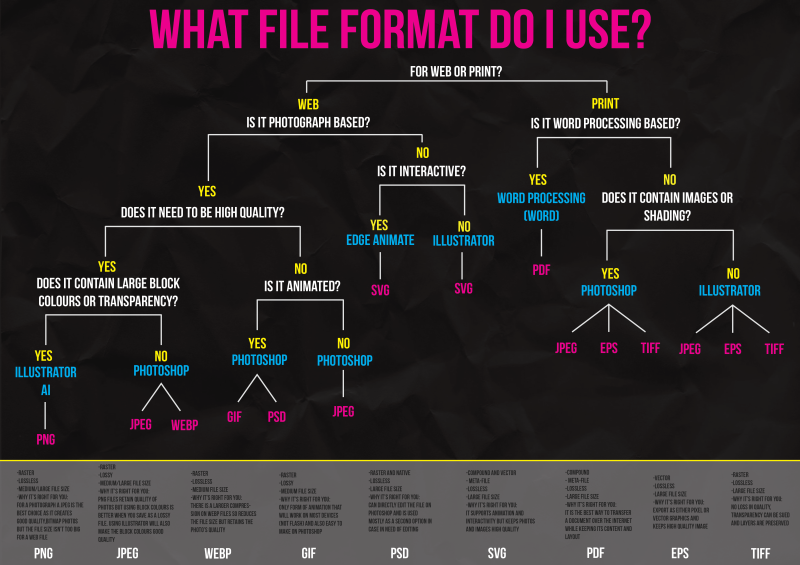 WHAT FILE FORMAT DO I USE?
FOR WEB OR PRINT?
WEB
IS IT PHOTOGRAPH BASED?
PRINT
IS IT WORD PROCESSING BASED?
NO
IS IT INTERACTIVE?
YES
DOES IT NEED TO BE HIGH QUALITY?
YES
WORD PROCESSING
(WORD)
NO
DOES IT CONTAIN IMAGES OR
SHADING?
YES
EDGE ANIMATE
NO
ILLUSTRATOR
YES
DOES IT CONTAIN LARGE BLOCK
COLOURS OR TRANSPARENCY?
NO
IS IT ANIMATED?
SVG
SVG
PDF
YES
PHOTOSHOP
NO
ILLUSTRATOR
YES
ILLUSTRATOR
AI
NO
PHOTOSHOP
YES
PHOTOSHOP
NO
PHOTOSHOP
JPEG EPS TIFF
JPEG EPS TIFF
PNG
JPEG WEBP
GIF PSD
JPEG
-RASTER
-LOSSLESS
-MEDIUM/LARGE FILE SIZE
-WHY IT'S RIGHT FOR YOU:
FOR A PHOTOGRAPH A JPEG IS THE
BEST CHOICE AS IT CREATES
GOOD QUALITY,BITMAP PHOTOS
BUT THE FILE SIZE ISN'T TOO BIG
FOR A WEB FILE
PNG
-RASTER
-LOSSY
-MEDIUM/LARGE FILE SIZE
-WHY IT'S RIGHT FOR YOU:
PNG FILES RETAIN QUALITY OF
PHOTOS BUT USING BLOCK COLOURS IS
BETTER WHEN YOU SAVE AS A LOSSY
FILE. USING ILLUSTRATOR WILL ALSO
MAKE THE BLOCK COLOURS GOOD
QUALITY
JPEG
-RASTER
-LOSSLESS
-MEDIUM FILE SIZE
-WHY IT'S RIGHT FOR YOU:
THERE IS A LARGER COMPRES-
SION ON WEBP FILES SO REDUCES
THE FILE SIZE BUT RETAINS THE
PHOTO'S QUALITY
WEBP
-RASTER
-LOSSY
-MEDIUM FILE SIZE
-WHY IT'S RIGHT FOR YOU:
ONLY FORM OF ANIMATION THAT
WILL WORK ON MOST DEVICES
(NOT FLASH) AND ALSO EASY TO
MAKE ON PHOTOSHOP
GIF
-RASTER AND NATIVE
-LOSSLESS
-LARGE FILE SIZE
-WHY IT'S RIGHT FOR YOU:
CAN DIRECTLY EDIT THE FILE ON
PHOTOSHOP AND IS USED
MOSTLY AS A SECOND OPTION IN
CASE IN NEED OF EDITING
PSD
-COMPOUND AND VECTOR
- META-FILE
-LOSSLESS
-LARGE FILE SIZE
-WHY IT'S RIGHT FOR YOU:
IT SUPPORTS ANIMATION AND
INTERACTIVITY BUT KEEPS PHOTOS
AND IMAGES HIGH QUALITY
SVG
-COMPOUND
-META-FILE
-LOSSLESS
-LARGE FILE SIZE
-WHY IT'S RIGHT FOR YOU:
IT IS THE BEST WAY TO TRANSFER
A DOCUMENT OVER THE INTERNET
WHILE KEEPING ITS CONTENT AND
LAYOUT
PDF
-VECTOR
-LOSSLESS
-LARGE FILE SIZE
-WHY IT'S RIGHT FOR YOU:
EXPORT AS EITHER PIXEL OR
VECTOR GRAPHICS AND
KEEPS HIGH QUALITY IMAGE
EPS
-RASTER
-LOSSLESS
-LARGE FILE SIZE
-WHY IT'S RIGHT FOR YOU:
NO LOSS IN QUALITY,
TRANSPARENCY CAN BE USED
AND LAYERS ARE PRESERVED
TIFF